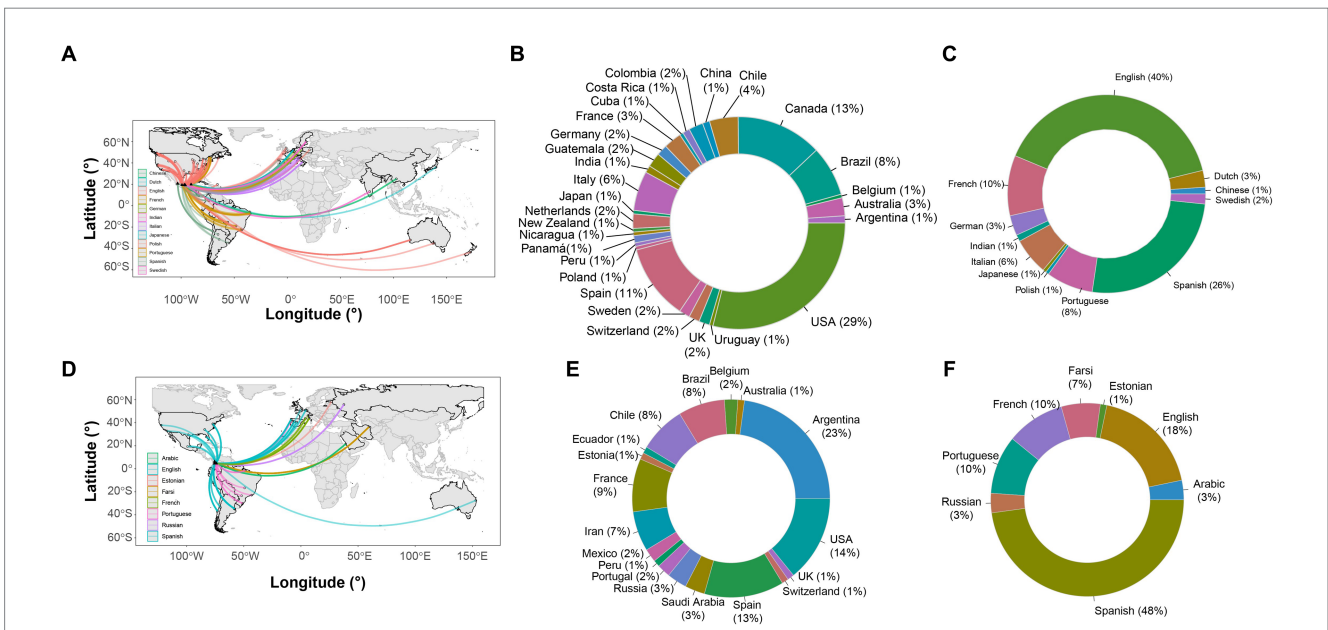 A
Latitude (°)
60°N
40°N
20°N
0°
20°S
40°S
60°S
Chinese
Dutch
English
French
German
Indian
Italian
Japanese
Polish
Portuguese
Spanish
Swedish
100°W
50°W
0°
50°E
100°E
150°E
Longitude (°)
B
Colombia (2%)
China
(1%)
Chile
(4%)
Costa Rica (1%)
Cuba (1%)
France (3%)
Germany (2%)
Guatemala (2%)
India (1%)
Italy (6%)
Japan (1%)
Netherlands (2%)
New Zealand (1%)
Nicaragua (1%)
Panamá(1%)
Peru (1%)
Poland (1%)
Spain (11%)
Sweden (2%)
Switzerland (2%)
UK
(2%)
Uruguay (1%)
USA (29%)
Argentina (1%)
Australia (3%)
Belgium (1%)
Brazil (8%)
Canada (13%)
C
English (40%)
Dutch (3%)
Chinese (1%)
Swedish (2%)
Spanish (26%)
Portuguese
(8%)
Polish (1%)
Japanese (1%)
Italian (6%)
Indian (1%)
German (3%)
French (10%)
D
Latitude (°)
60°N
40°N
20°N
0°
20°S
40°S
60°S
Arabic
English
Estonian
Farsi
French
Portuguese
Russian
Spanish
100°W
50°W
0°
50°E
100°E
150°E
Longitude (°)
E
Belgium
(2%)
Australia (1%)
Argentina
(23%)
USA
(14%)
UK (1%)
Switzerland (1%)
Spain
(13%)
Saudi Arabia
(3%)
Russia (3%)
Portugal (2%)
Peru (1%)
Mexico (2%)
Iran (7%)
France
(9%)
Estonia(1%)
Ecuador (1%)
Chile (8%)
Brazil
(8%)
F
Farsi
(7%)
Estonian
(1%)
English
(18%)
Arabic
(3%)
Spanish (48%)
Russian
(3%)
Portuguese
(10%)
French (10%)